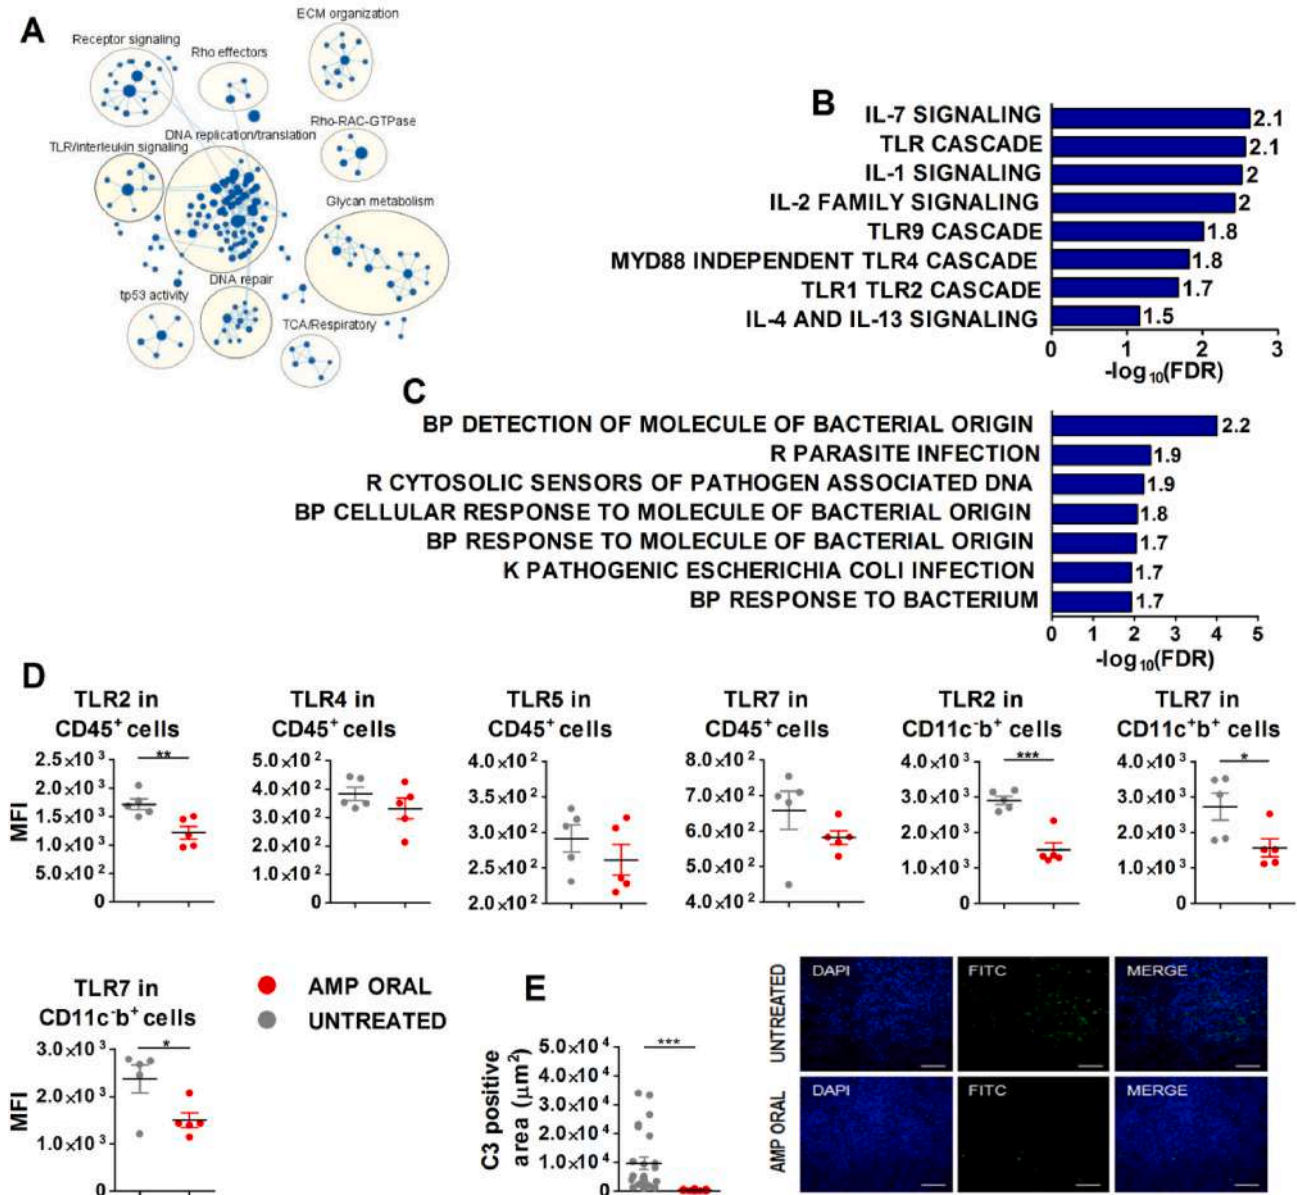 A
ECM organization
Receptor signaling
Rho effectors
DNA replication/translation
Rho-RAC-GTPase
TLR/interleukin signaling
Glycan metabolism
DNA repair
tp53 activity
TCA/Respiratory
B
IL-7 SIGNALING 2.1
TLR CASCADE 2.1
IL-1 SIGNALING 2
IL-2 FAMILY SIGNALING 2
TLR9 CASCADE 1.8
MYD88 INDEPENDENT TLR4 CASCADE 1.8
TLR1 TLR2 CASCADE 1.7
IL-4 AND IL-13 SIGNALING 1.5
0 1 2 3
-log₁₀(FDR)
C
BP DETECTION OF MOLECULE OF BACTERIAL ORIGIN 2.2
R PARASITE INFECTION 1.9
R CYTOSOLIC SENSORS OF PATHOGEN ASSOCIATED DNA 1.9
BP CELLULAR RESPONSE TO MOLECULE OF BACTERIAL ORIGIN 1.8
BP RESPONSE TO MOLECULE OF BACTERIAL ORIGIN 1.7
K PATHOGENIC ESCHERICHIA COLI INFECTION 1.7
BP RESPONSE TO BACTERIUM 1.7
0 1 2 3 4 5
-log₁₀(FDR)
D
TLR2 in
CD45⁺ cells
MFI
2.5×10³
2.0×10³
1.5×10³
1.0×10³
5.0×10²
0
**
TLR4 in
CD45⁺ cells
5.0×10²
4.0×10²
3.0×10²
2.0×10²
1.0×10²
0
TLR5 in
CD45⁺ cells
4.0×10²
3.5×10²
3.0×10²
2.5×10²
2.0×10²
TLR7 in
CD45⁺ cells
8.0×10²
7.0×10²
6.0×10²
5.0×10²
4.0×10²
TLR2 in
CD11c⁻b⁺ cells
4.0×10³
3.0×10³
2.0×10³
1.0×10³
0
***
TLR7 in
CD11c⁺b⁺ cells
4.0×10³
3.0×10³
2.0×10³
1.0×10³
0
*
TLR7 in
CD11c⁻b⁺ cells
MFI
3.0×10³
2.0×10³
1.0×10³
0
*
AMP ORAL
UNTREATED
E
C3 positive
area (μm²)
5.0×10⁴
4.0×10⁴
3.0×10⁴
2.0×10⁴
1.0×10⁴
0
***
UNTREATED
DAPI FITC MERGE
AMP ORAL
DAPI FITC MERGE